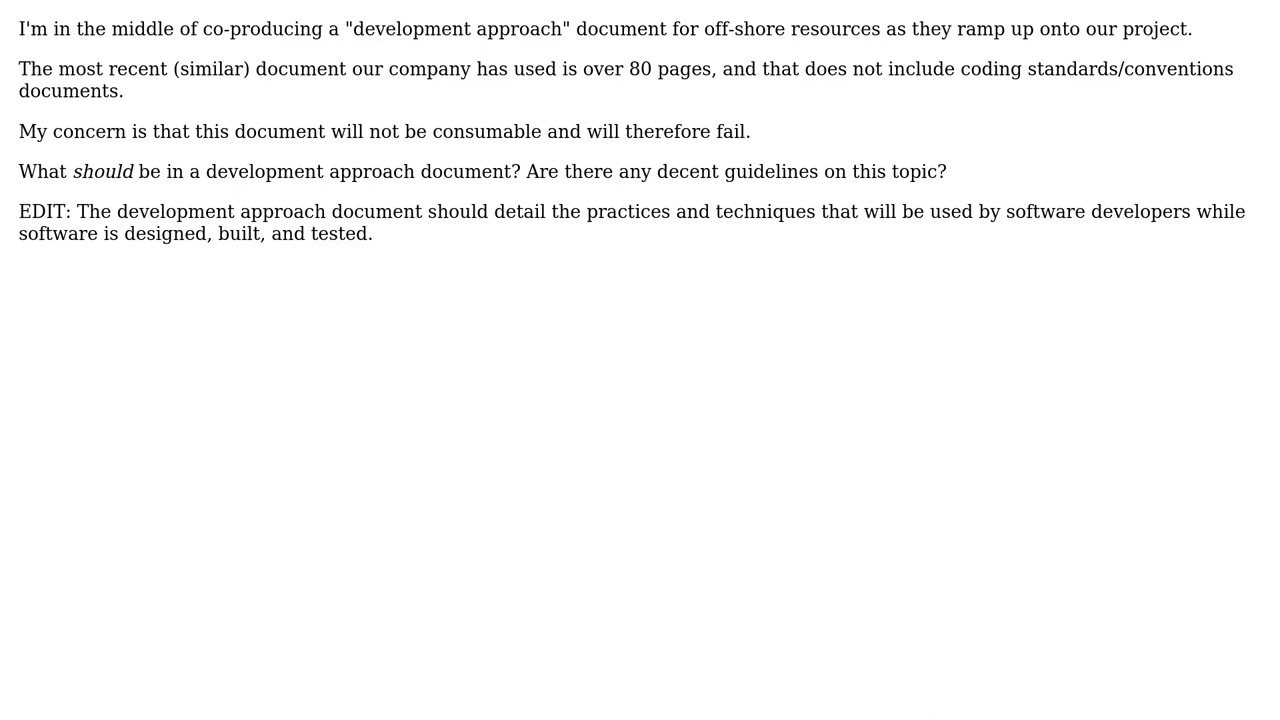 I'm in the middle of co-producing a "development approach" document for off-shore resources as they ramp up onto our project.
The most recent (similar) document our company has used is over 80 pages, and that does not include coding standards/conventions
documents.
My concern is that this document will not be consumable and will therefore fail.
What should be in a development approach document? Are there any decent guidelines on this topic?
EDIT: The development approach document should detail the practices and techniques that will be used by software developers while
software is designed, built, and tested.